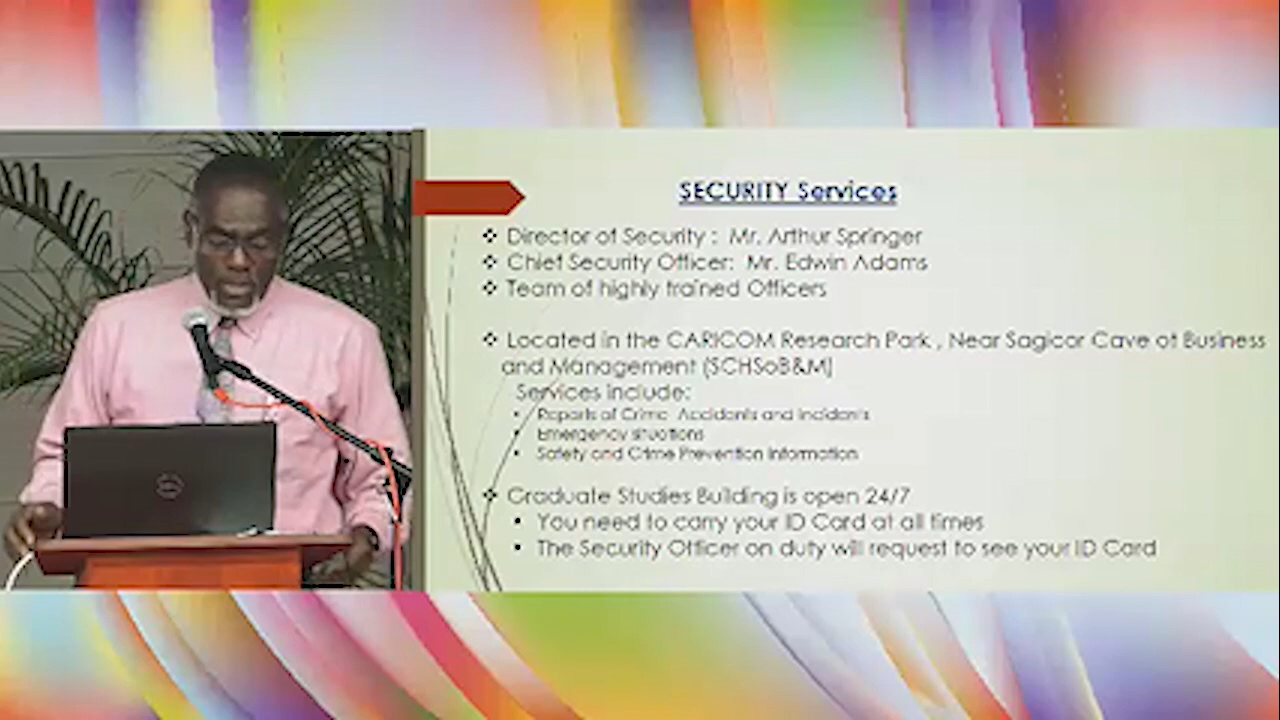 SECURITY Services
❖ Director of Security : Mr. Arthur Springer
❖ Chief Security Officer: Mr. Edwin Adams
❖ Team of highly trained Officers
❖ Located in the CARICOM Research Park , Near Sagicor Cave of Business
and Management (SCHSoB&M)
Services include:
• Reports of Crime Accidents and Incidents
• Emergency situations
• Safety and Crime Prevention Information
❖ Graduate Studies Building is open 24/7
• You need to carry your ID Card at all times
• The Security Officer on duty will request to see your ID Card